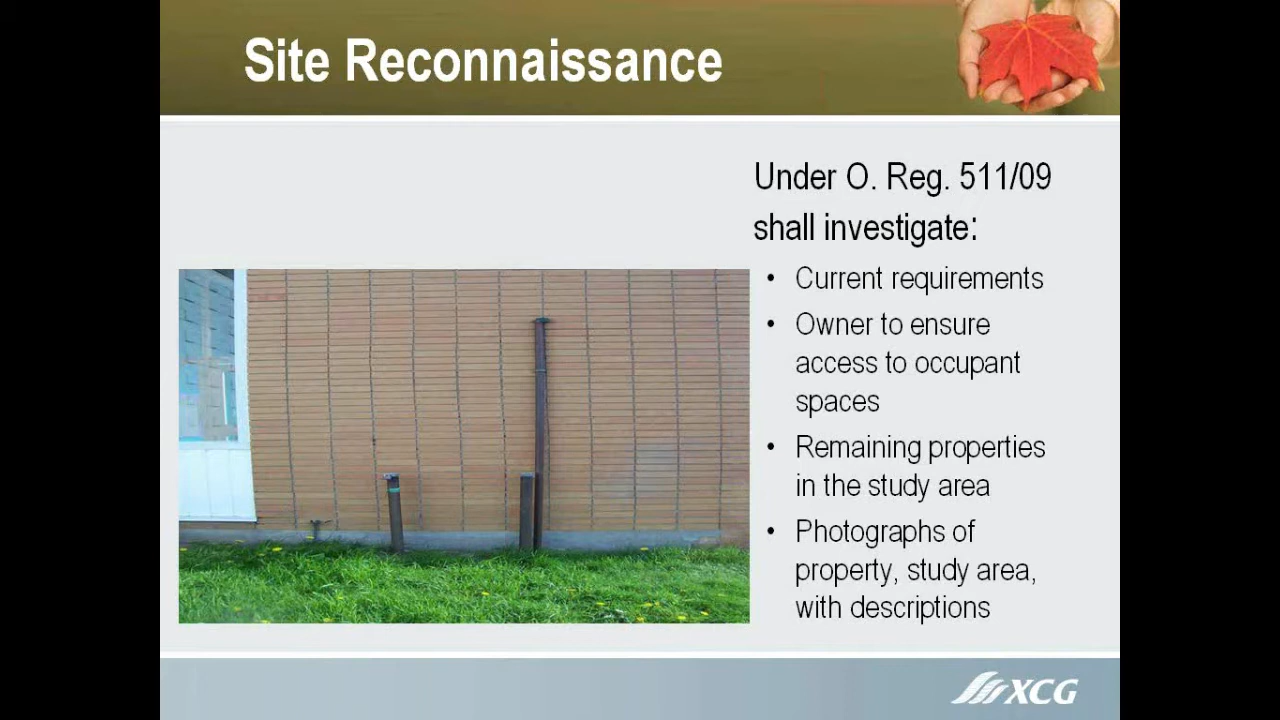 Site Reconnaissance
Under O. Reg. 511/09
shall investigate:
• Current requirements
• Owner to ensure
access to occupant
spaces
• Remaining properties
in the study area
• Photographs of
property, study area,
with descriptions
XCG